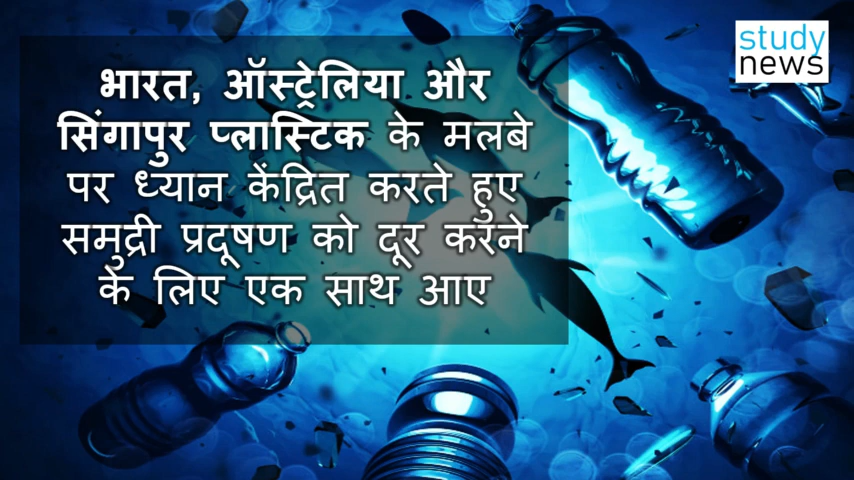 study
news
भारत, ऑस्ट्रेलिया और
सिंगापुर प्लास्टिक के मलबे
पर ध्यान केंद्रित करते हुए
समुद्री प्रदूषण को दूर करने
के लिए एक साथ आए